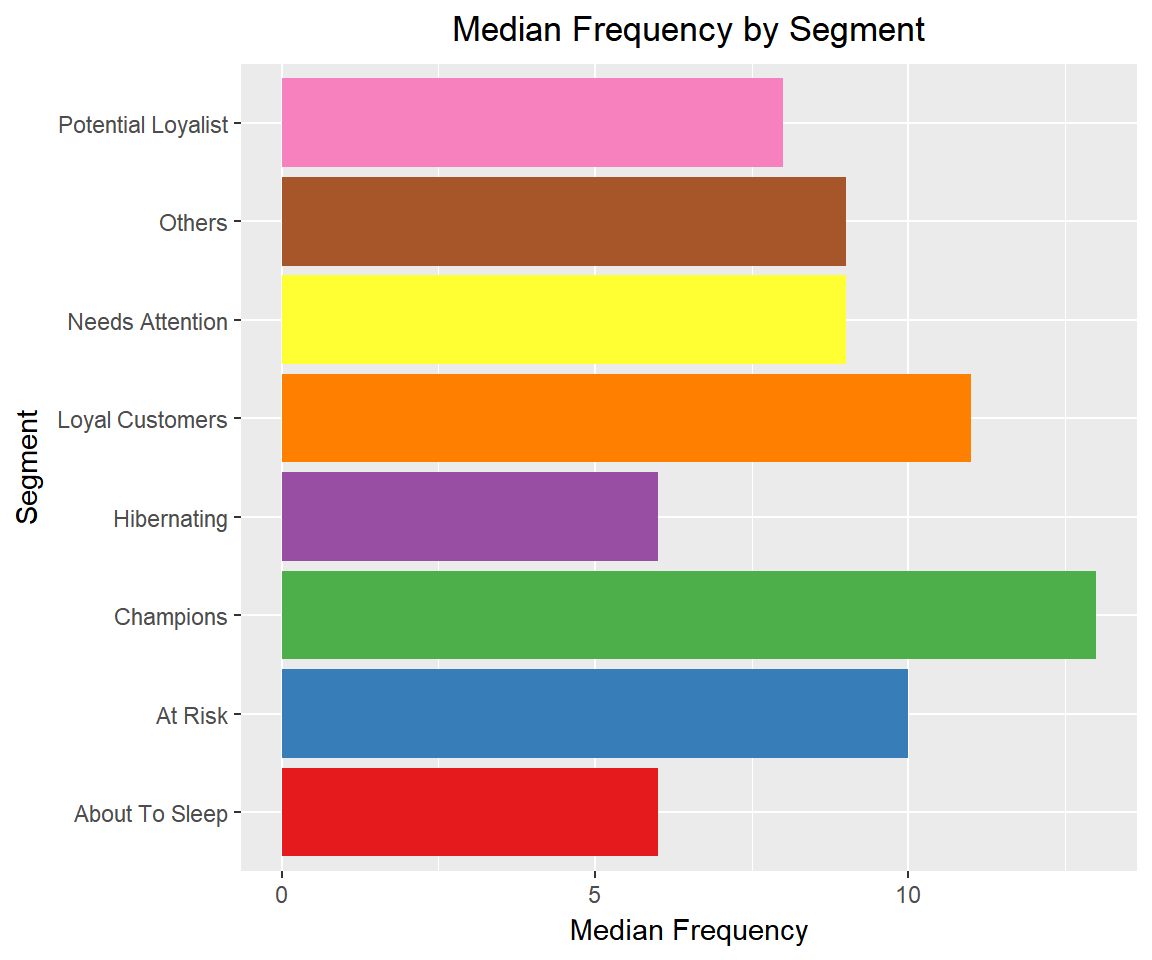 Median Frequency by Segment
Potential Loyalist
Others
Needs Attention
Loyal Customers
Hibernating
Champions
At Risk
About To Sleep
Segment
0 5 10
Median Frequency